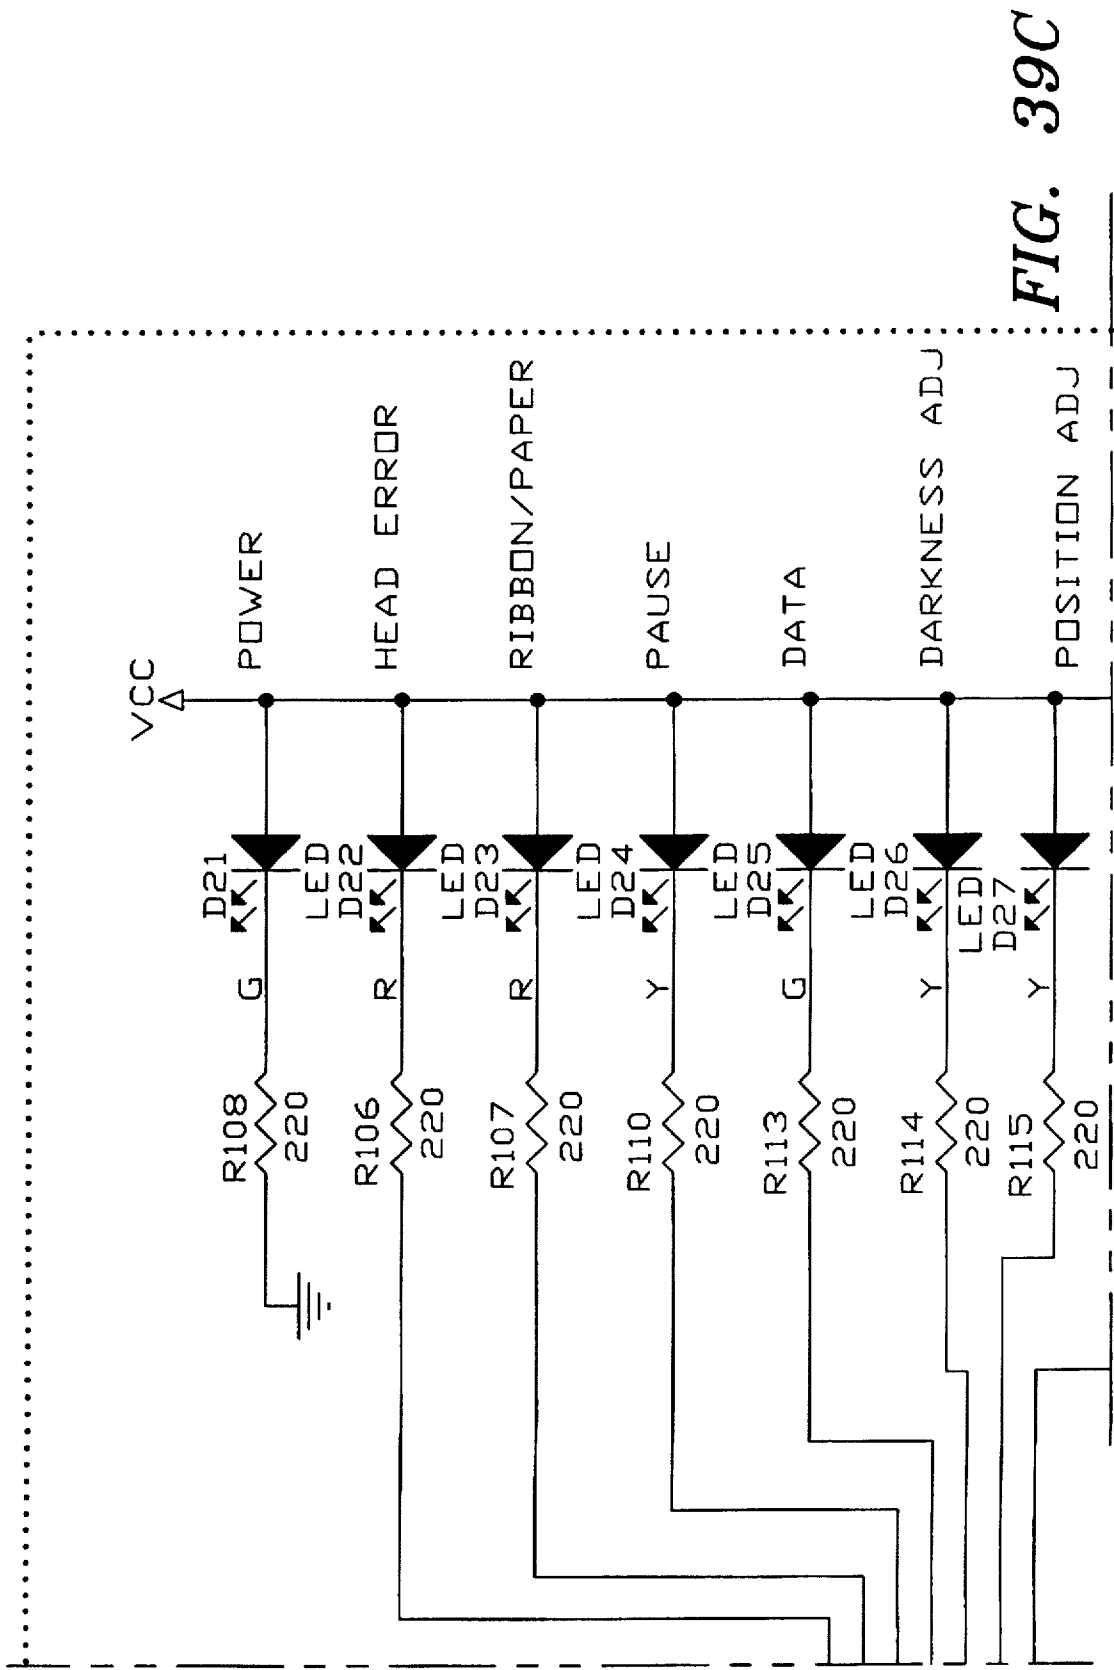 FIG. 39C
VCC
POWER
D21
LED
G
R108
220
HEAD ERROR
D22
LED
R
R106
220
RIBBON/PAPER
D23
LED
R
R107
220
PAUSE
D24
LED
Y
R110
220
DATA
D25
LED
G
R113
220
DARKNESS ADJ
D26
LED
Y
R114
220
POSITION ADJ
D27
Y
R115
220